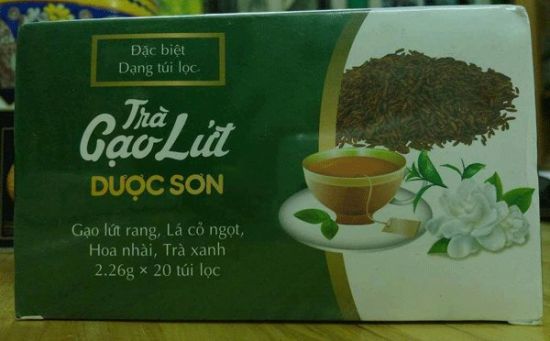 Đặc biệt
Dạng túi lọc
Trà
Gạo Lứt
DƯỢC SƠN
Gạo lứt rang, Lá cỏ ngọt,
Hoa nhài, Trà xanh
2.26g × 20 túi lọc